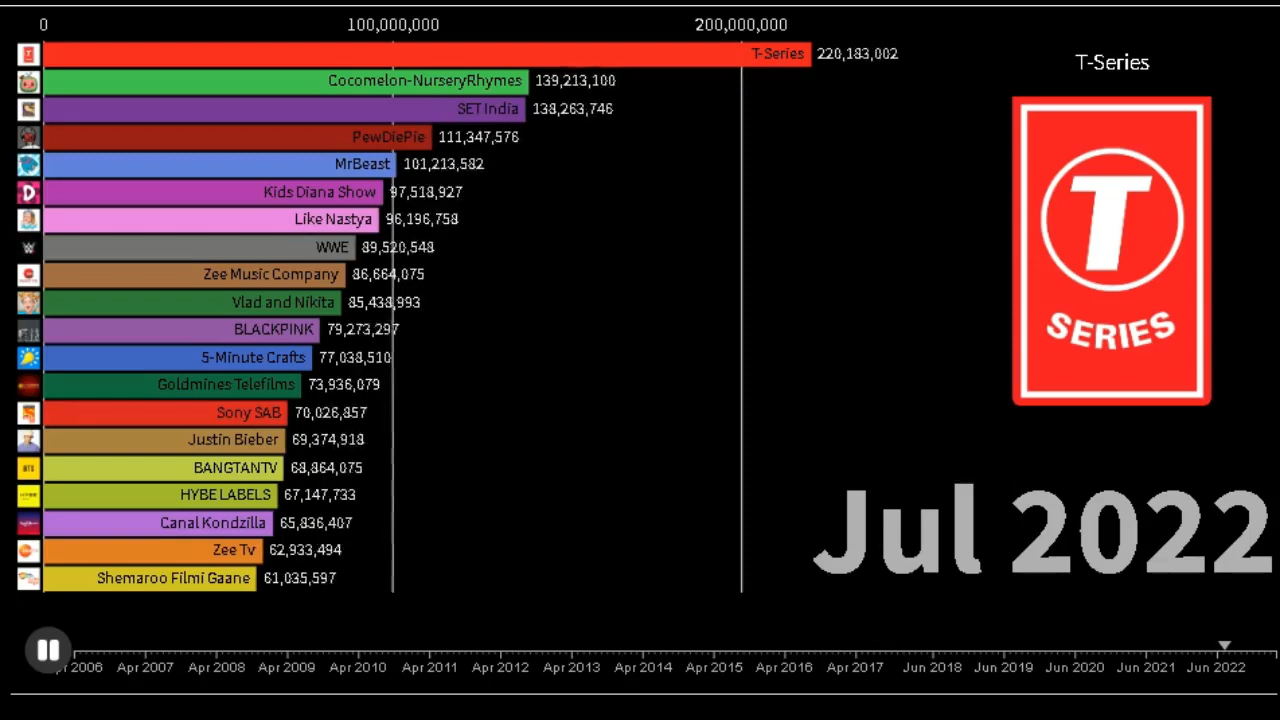 0 100,000,000 200,000,000
T-Series 220,183,002
Cocomelon-NurseryRhymes 139,213,100
SET India 138,263,746
PewDiePie 111,347,576
MrBeast 101,213,582
Kids Diana Show 97,518,927
Like Nastya 96,196,758
WWE 89,520,548
Zee Music Company 86,664,075
Vlad and Nikita 85,438,993
BLACKPINK 79,273,297
5-Minute Crafts 77,038,510
Goldmines Telefilms 73,936,079
Sony SAB 70,026,857
Justin Bieber 69,374,918
BANGTANTV 68,864,075
HYBE LABELS 67,147,733
Canal Kondzilla 65,836,407
Zee Tv 62,933,494
Shemaroo Filmi Gaane 61,035,597
T-Series
T
SERIES
Jul 2022
2006 Apr 2007 Apr 2008 Apr 2009 Apr 2010 Apr 2011 Apr 2012 Apr 2013 Apr 2014 Apr 2015 Apr 2016 Apr 2017 Jun 2018 Jun 2019 Jun 2020 Jun 2021 Jun 2022